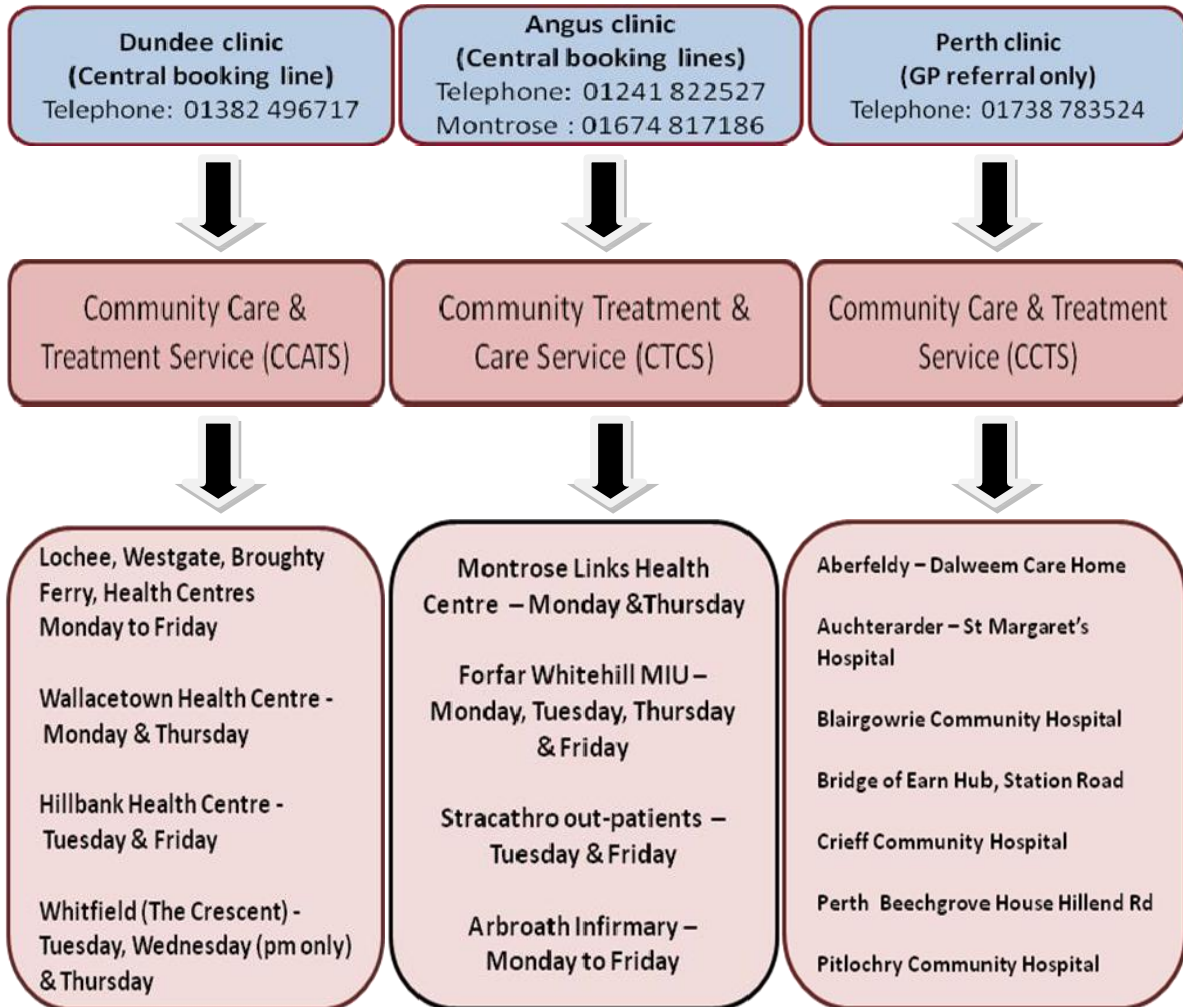 Dundee clinic
(Central booking line)
Telephone: 01382 496717
Angus clinic
(Central booking lines)
Telephone: 01241 822527
Montrose : 01674 817186
Perth clinic
(GP referral only)
Telephone: 01738 783524
Community Care &
Treatment Service (CCATS)
Community Treatment &
Care Service (CTCS)
Community Care & Treatment
Service (CCTS)
Lochee, Westgate, Broughty
Ferry, Health Centres
Monday to Friday
Wallacetown Health Centre -
Monday & Thursday
Hillbank Health Centre -
Tuesday & Friday
Whitfield (The Crescent) -
Tuesday, Wednesday (pm only)
& Thursday
Montrose Links Health
Centre – Monday &Thursday
Forfar Whitehill MIU –
Monday, Tuesday, Thursday
& Friday
Stracathro out-patients –
Tuesday & Friday
Arbroath Infirmary –
Monday to Friday
Aberfeldy – Dalweem Care Home
Auchterarder – St Margaret's
Hospital
Blairgowrie Community Hospital
Bridge of Earn Hub, Station Road
Crieff Community Hospital
Perth Beechgrove House Hillend Rd
Pitlochry Community Hospital